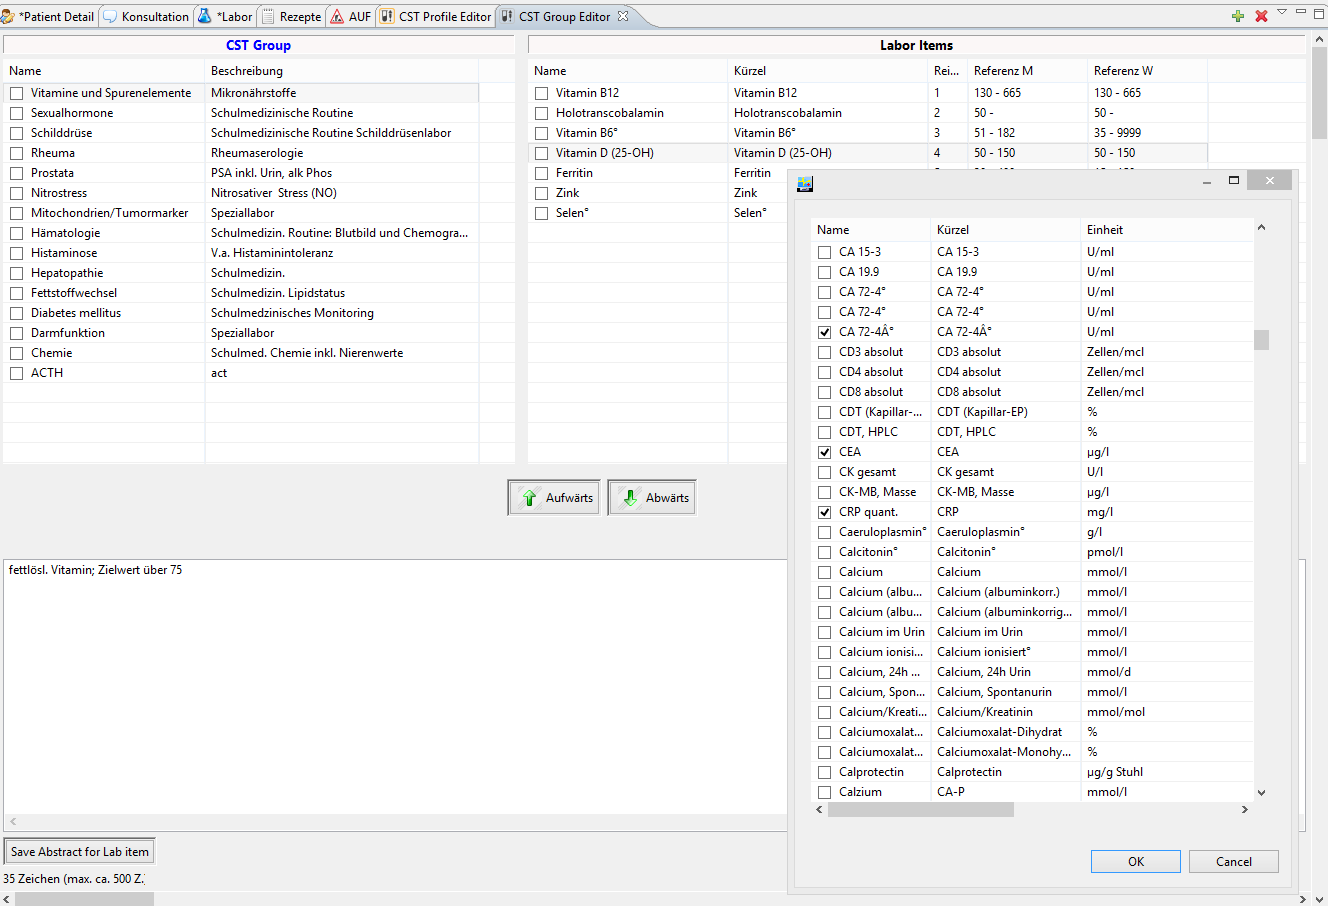 *Patient Detail Konsultation *Labor Rezepte AUF CST Profile Editor CST Group Editor
CST Group
Name Beschreibung
Vitamine und Spurenelemente Mikronährstoffe
Sexualhormone Schulmedizinische Routine
Schilddrüse Schulmedizinische Routine Schilddrüsenlabor
Rheuma Rheumaserologie
Prostata PSA inkl. Urin, alk Phos
Nitrostress Nitrosativer Stress (NO)
Mitochondrien/Tumormarker Speziallabor
Hämatologie Schulmedizin. Routine: Blutbild und Chemogra...
Histaminose V.a. Histaminintoleranz
Hepatopathie Schulmedizin.
Fettstoffwechsel Schulmedizin. Lipidstatus
Diabetes mellitus Schulmedzinisches Monitoring
Darmfunktion Speziallabor
Chemie Schulmed. Chemie inkl. Nierenwerte
ACTH act
Labor Items
Name Kürzel Rei... Referenz M Referenz W
Vitamin B12 Vitamin B12 1 130 - 665 130 - 665
Holotranscobalamin Holotranscobalamin 2 50 - 50 -
Vitamin B6° Vitamin B6° 3 51 - 182 35 - 9999
Vitamin D (25-OH) Vitamin D (25-OH) 4 50 - 150 50 - 150
Ferritin Ferritin
Zink Zink
Selen° Selen°
Aufwärts Abwärts
fettlösl. Vitamin; Zielwert über 75
Save Abstract for Lab item
35 Zeichen (max. ca. 500 Z.)
Name Kürzel Einheit
CA 15-3 CA 15-3 U/ml
CA 19.9 CA 19.9 U/ml
CA 72-4° CA 72-4° U/ml
CA 72-4° CA 72-4° U/ml
CA 72-4Â° CA 72-4Â° U/ml
CD3 absolut CD3 absolut Zellen/mcl
CD4 absolut CD4 absolut Zellen/mcl
CD8 absolut CD8 absolut Zellen/mcl
CDT (Kapillar-... CDT (Kapillar-EP) %
CDT, HPLC CDT, HPLC %
CEA CEA µg/l
CK gesamt CK gesamt U/l
CK-MB, Masse CK-MB, Masse µg/l
CRP quant. CRP mg/l
Caeruloplasmin° Caeruloplasmin° g/l
Calcitonin° Calcitonin° pmol/l
Calcium Calcium mmol/l
Calcium (albu... Calcium (albuminkorr.) mmol/l
Calcium (albu... Calcium (albuminkorrig... mmol/l
Calcium im Urin Calcium im Urin mmol/l
Calcium ionisi... Calcium ionisiert° mmol/l
Calcium, 24h ... Calcium, 24h Urin mmol/d
Calcium, Spon... Calcium, Spontanurin mmol/l
Calcium/Kreati... Calcium/Kreatinin mmol/mol
Calciumoxalat... Calciumoxalat-Dihydrat %
Calciumoxalat... Calciumoxalat-Monohy... %
Calprotectin Calprotectin µg/g Stuhl
Calzium CA-P mmol/l
OK Cancel